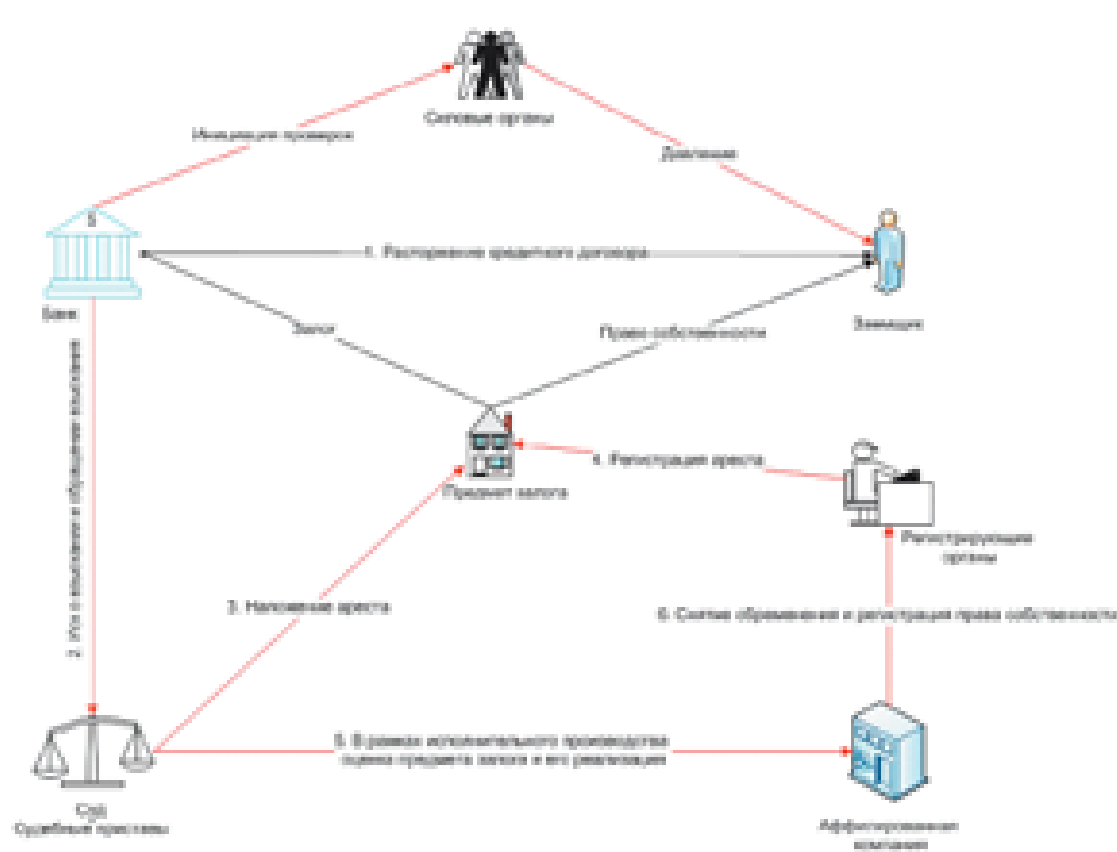 Силовые органы
Инициация проверок
Давление
$
1. Расторжение кредитного договора
Банк
Заемщик
Залог
Право собственности
2. Иск о взыскании и обращении взыскания
4. Регистрация ареста
Предмет залога
Регистрирующие
органы
3. Наложение ареста
6. Снятие обременения и регистрация права собственности
5. В рамках исполнительного производства
оценка предмета залога и его реализация
Суд
Судебные приставы
Аффилированная
компания